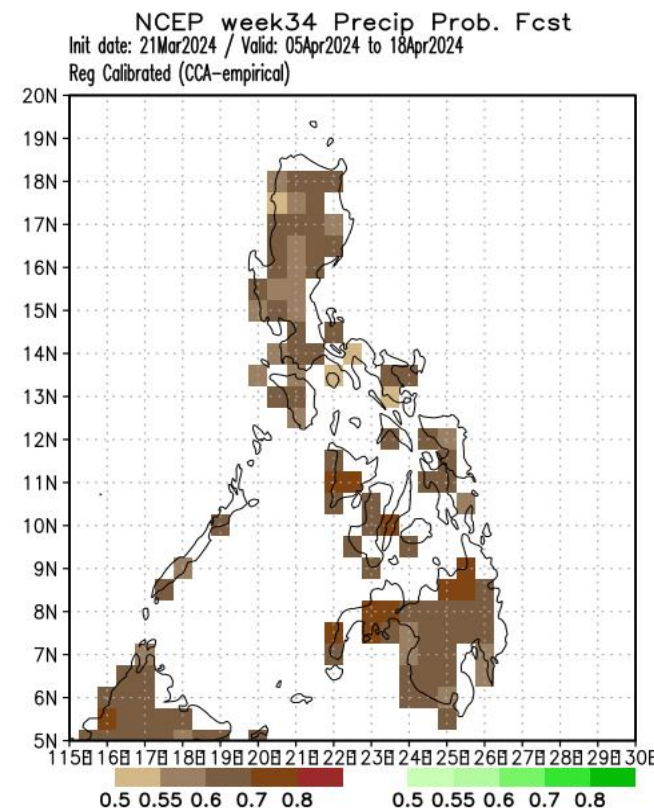 NCEP week34 Precip Prob. Fcst
Init date: 21Mar2024 / Valid: 05Apr2024 to 18Apr2024
Reg Calibrated (CCA-empirical)
20N
19N
18N
17N
16N
15N
14N
13N
12N
11N
10N
9N
8N
7N
6N
5N
115E 116E 117E 118E 119E 120E 121E 122E 123E 124E 125E 126E 127E 128E 129E 130E
0.5 0.55 0.6 0.7 0.8 0.5 0.55 0.6 0.7 0.8